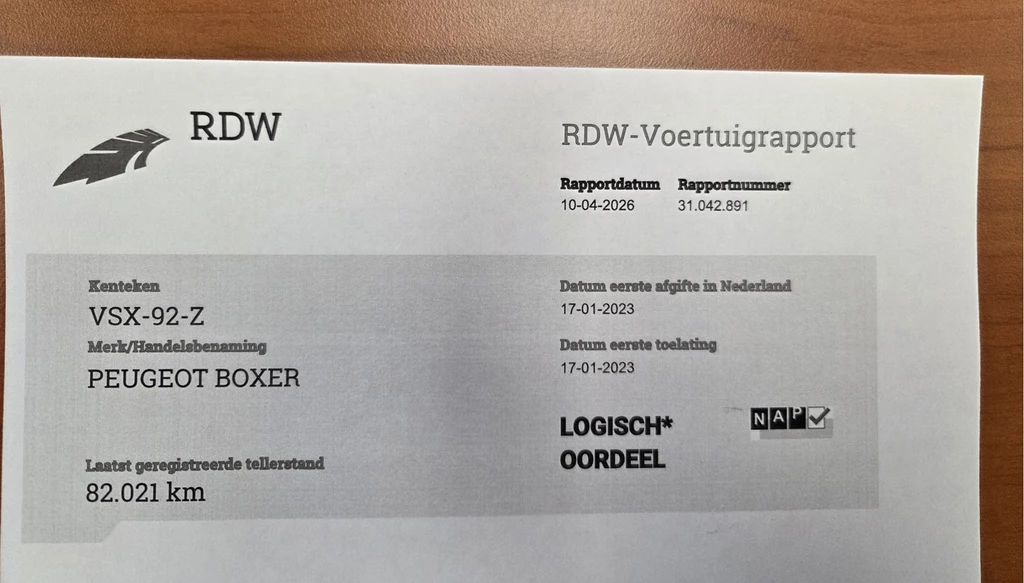 RDW
RDW-Voertuigrapport
Rapportdatum Rapportnummer
10-04-2026 31.042.891
Kenteken
VSX-92-Z
Merk/Handelsbenaming
PEUGEOT BOXER
Laatst geregistreerde tellerstand
82.021 km
Datum eerste afgifte in Nederland
17-01-2023
Datum eerste toelating
17-01-2023
LOGISCH*
OORDEEL
NAP